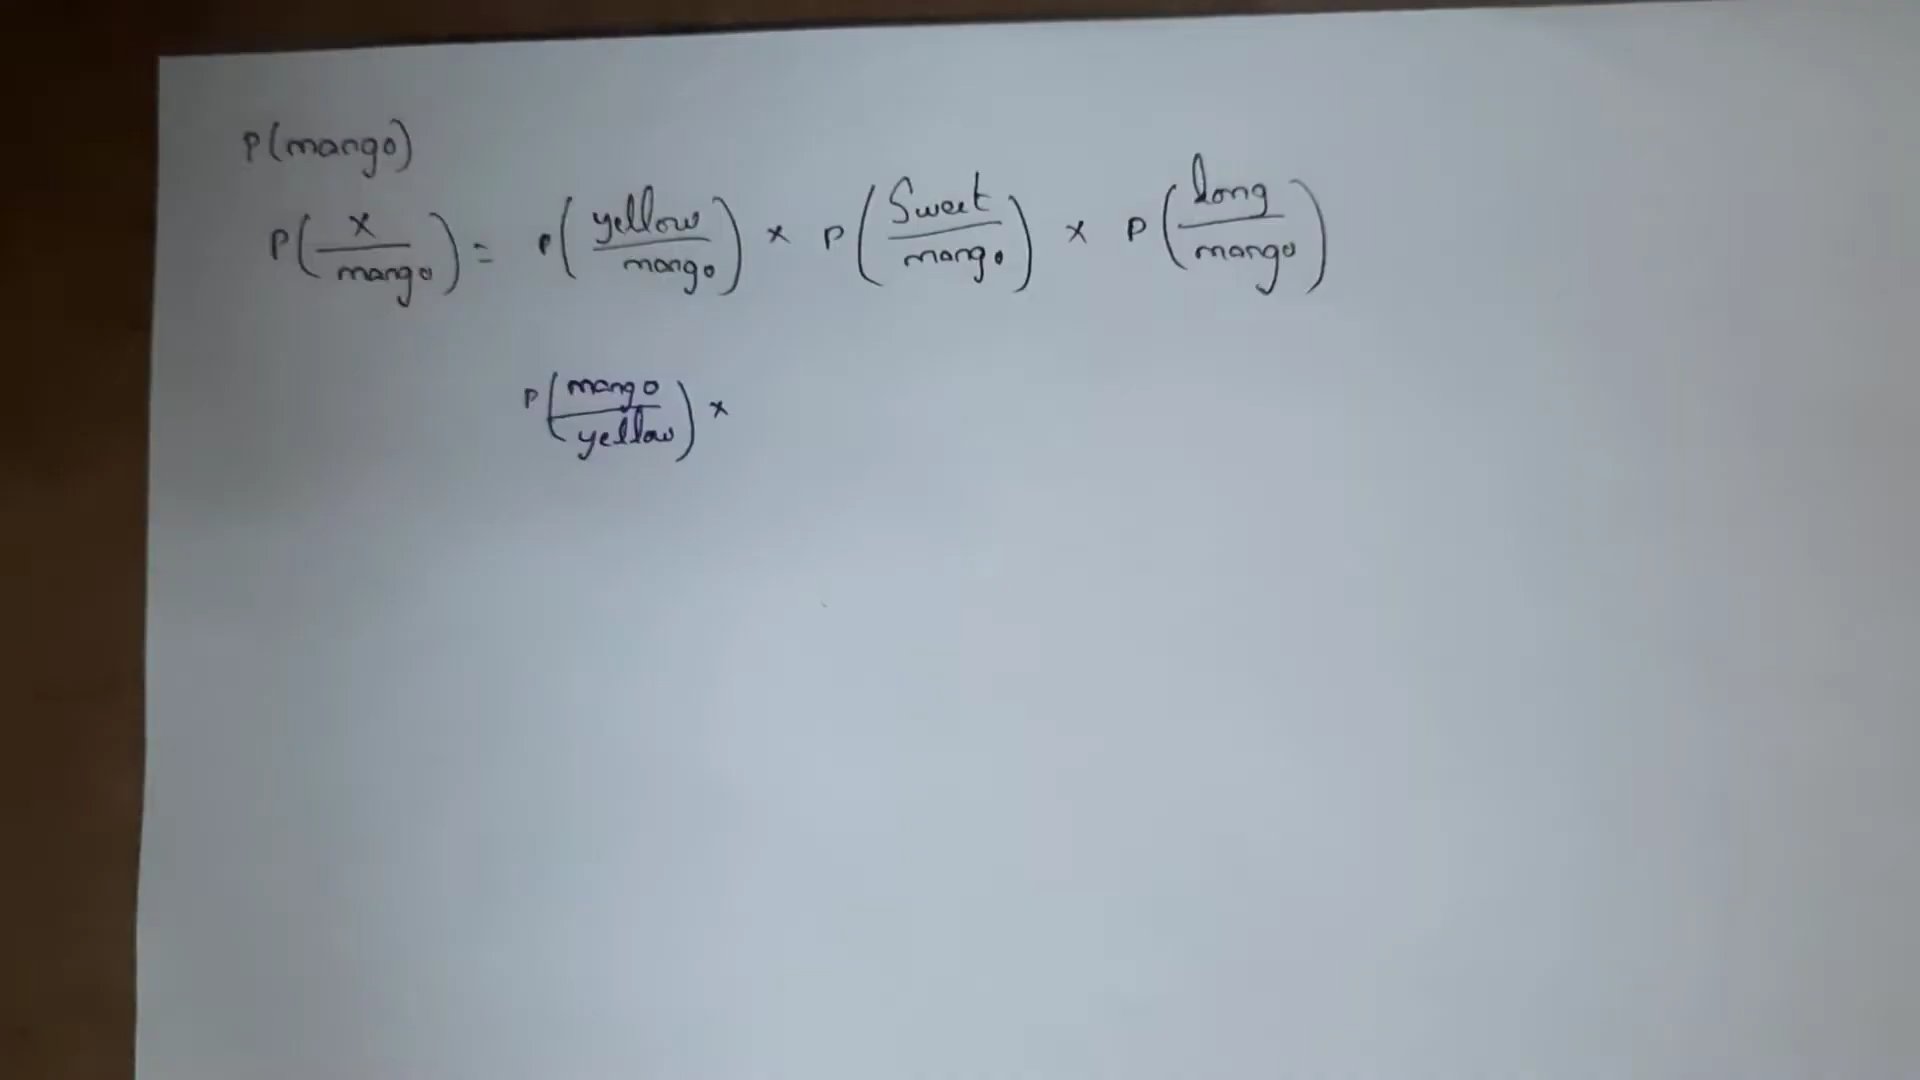 P(mango)
P(x/mango) = P(yellow/mango) x P(Sweet/mango) x P(long/mango)
P(mango/yellow) x